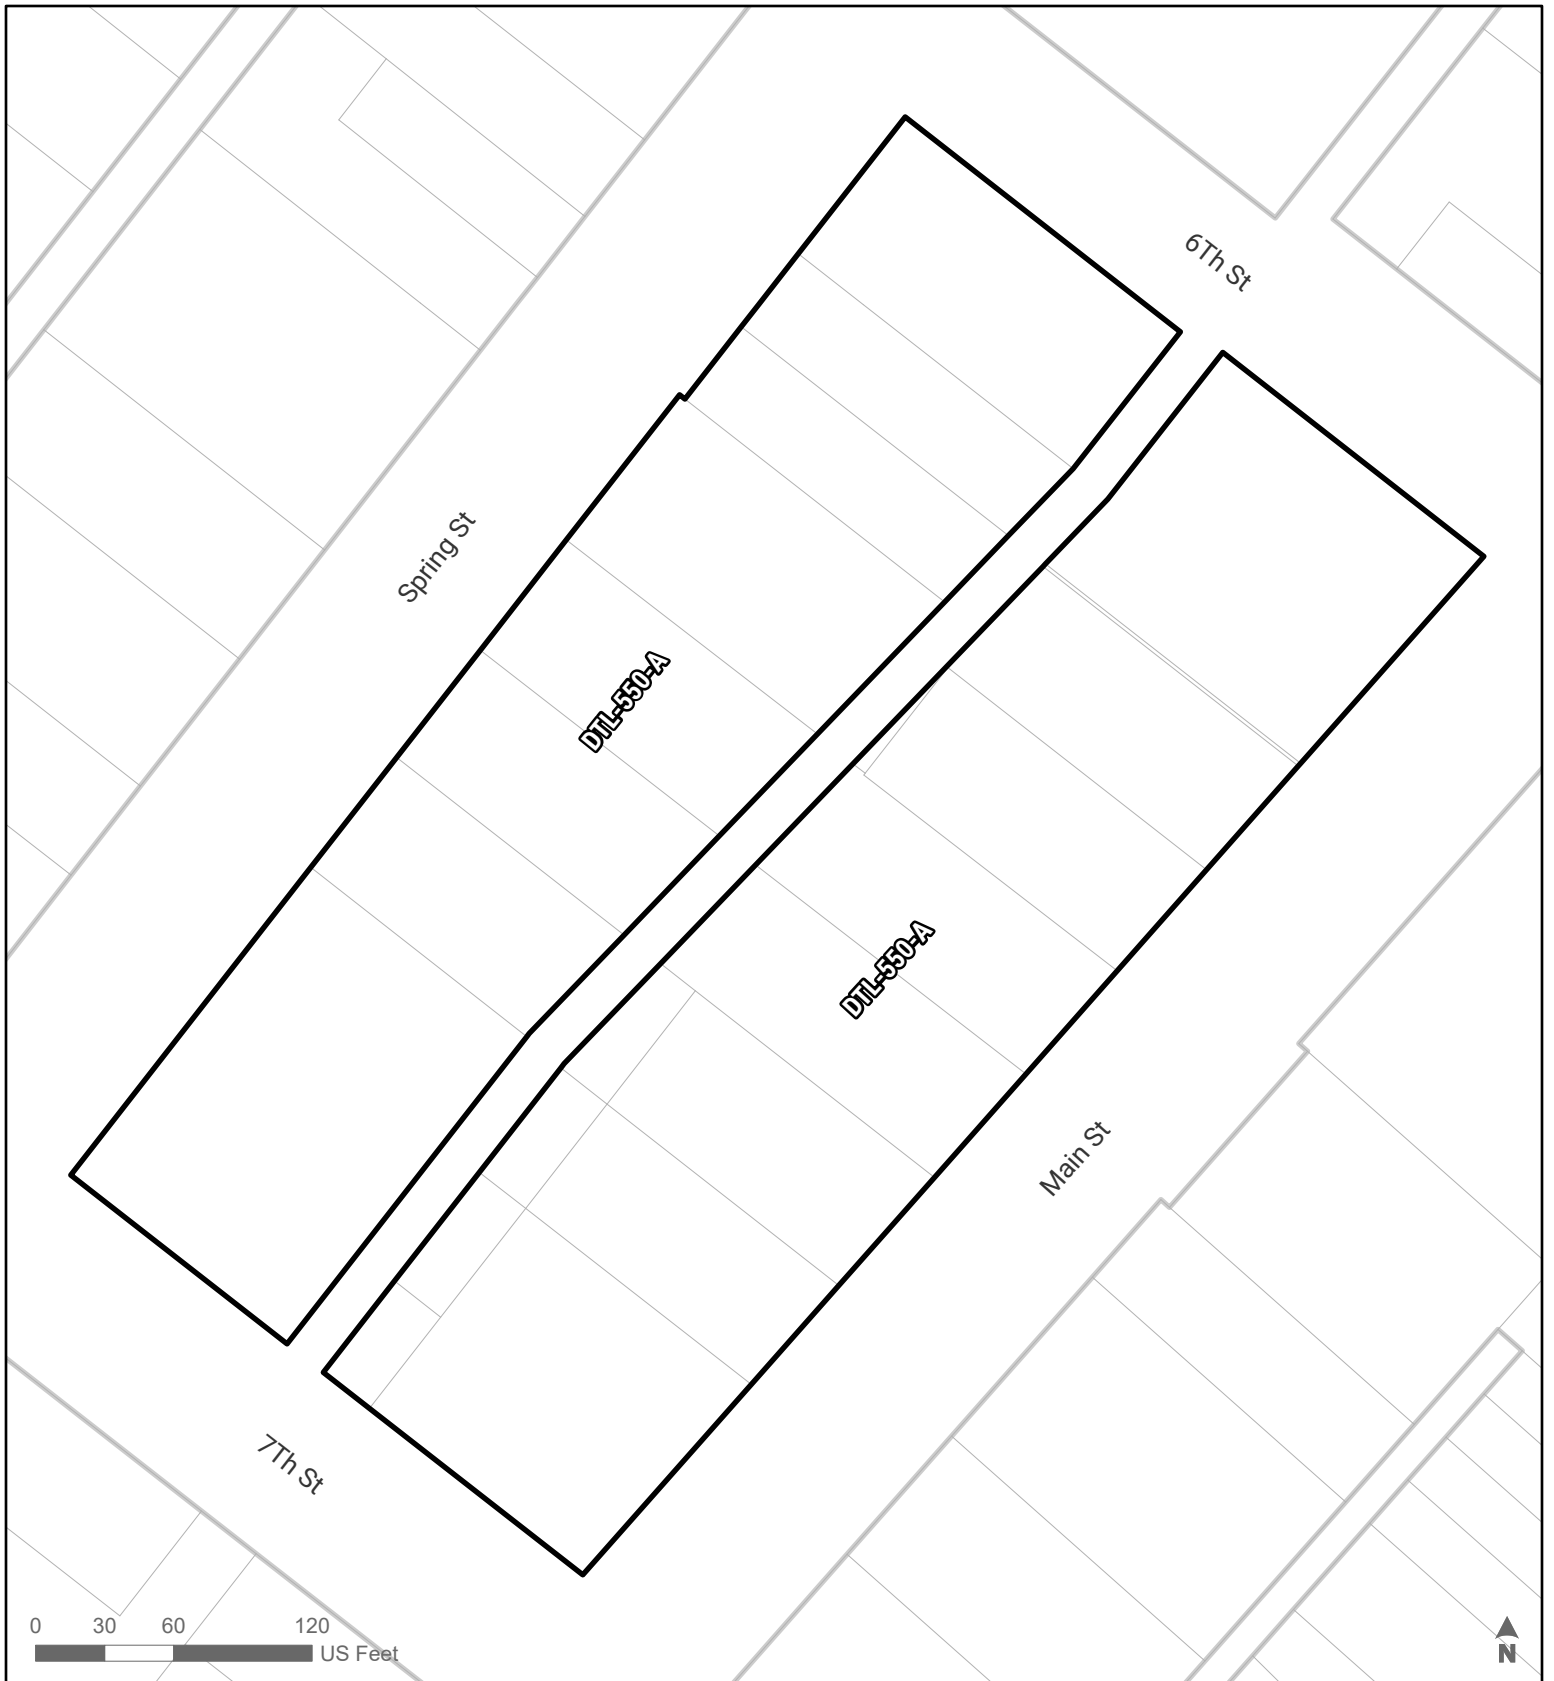 6Th St
Spring St
DTL-550-A
DTL-550-A
Main St
7Th St
0 30 60 120
US Feet
N